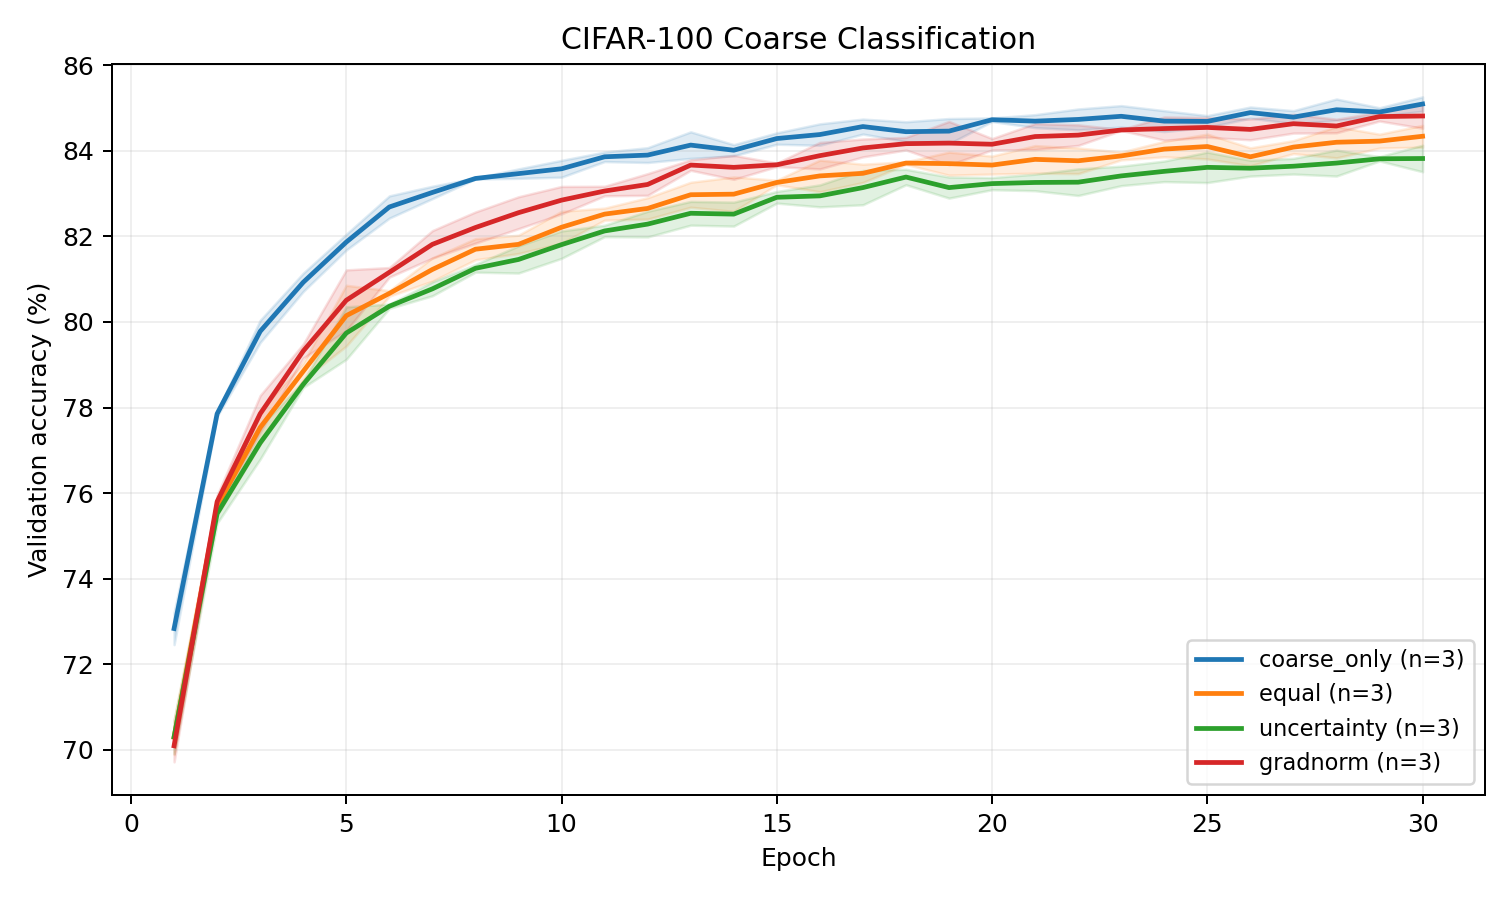 CIFAR-100 Coarse Classification
Validation accuracy (%)
86
84
82
80
78
76
74
72
70
coarse_only (n=3)
equal (n=3)
uncertainty (n=3)
gradnorm (n=3)
0
5
10
15
20
25
30
Epoch